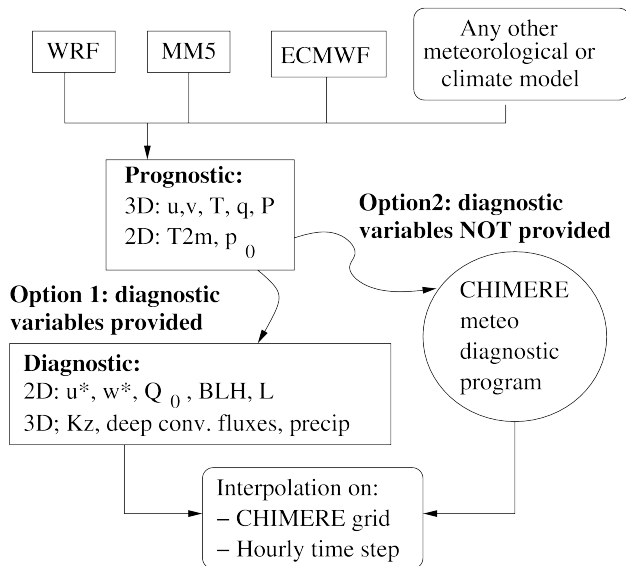 WRF
MM5
ECMWF
Any other
meteorological or
climate model
Prognostic:
3D: u,v, T, q, P
2D: T2m, p 0
Option2: diagnostic
variables NOT provided
Option 1: diagnostic
variables provided
CHIMERE
meteo
diagnostic
program
Diagnostic:
2D: u*, w*, Q 0 , BLH, L
3D; Kz, deep conv. fluxes, precip
Interpolation on:
– CHIMERE grid
– Hourly time step